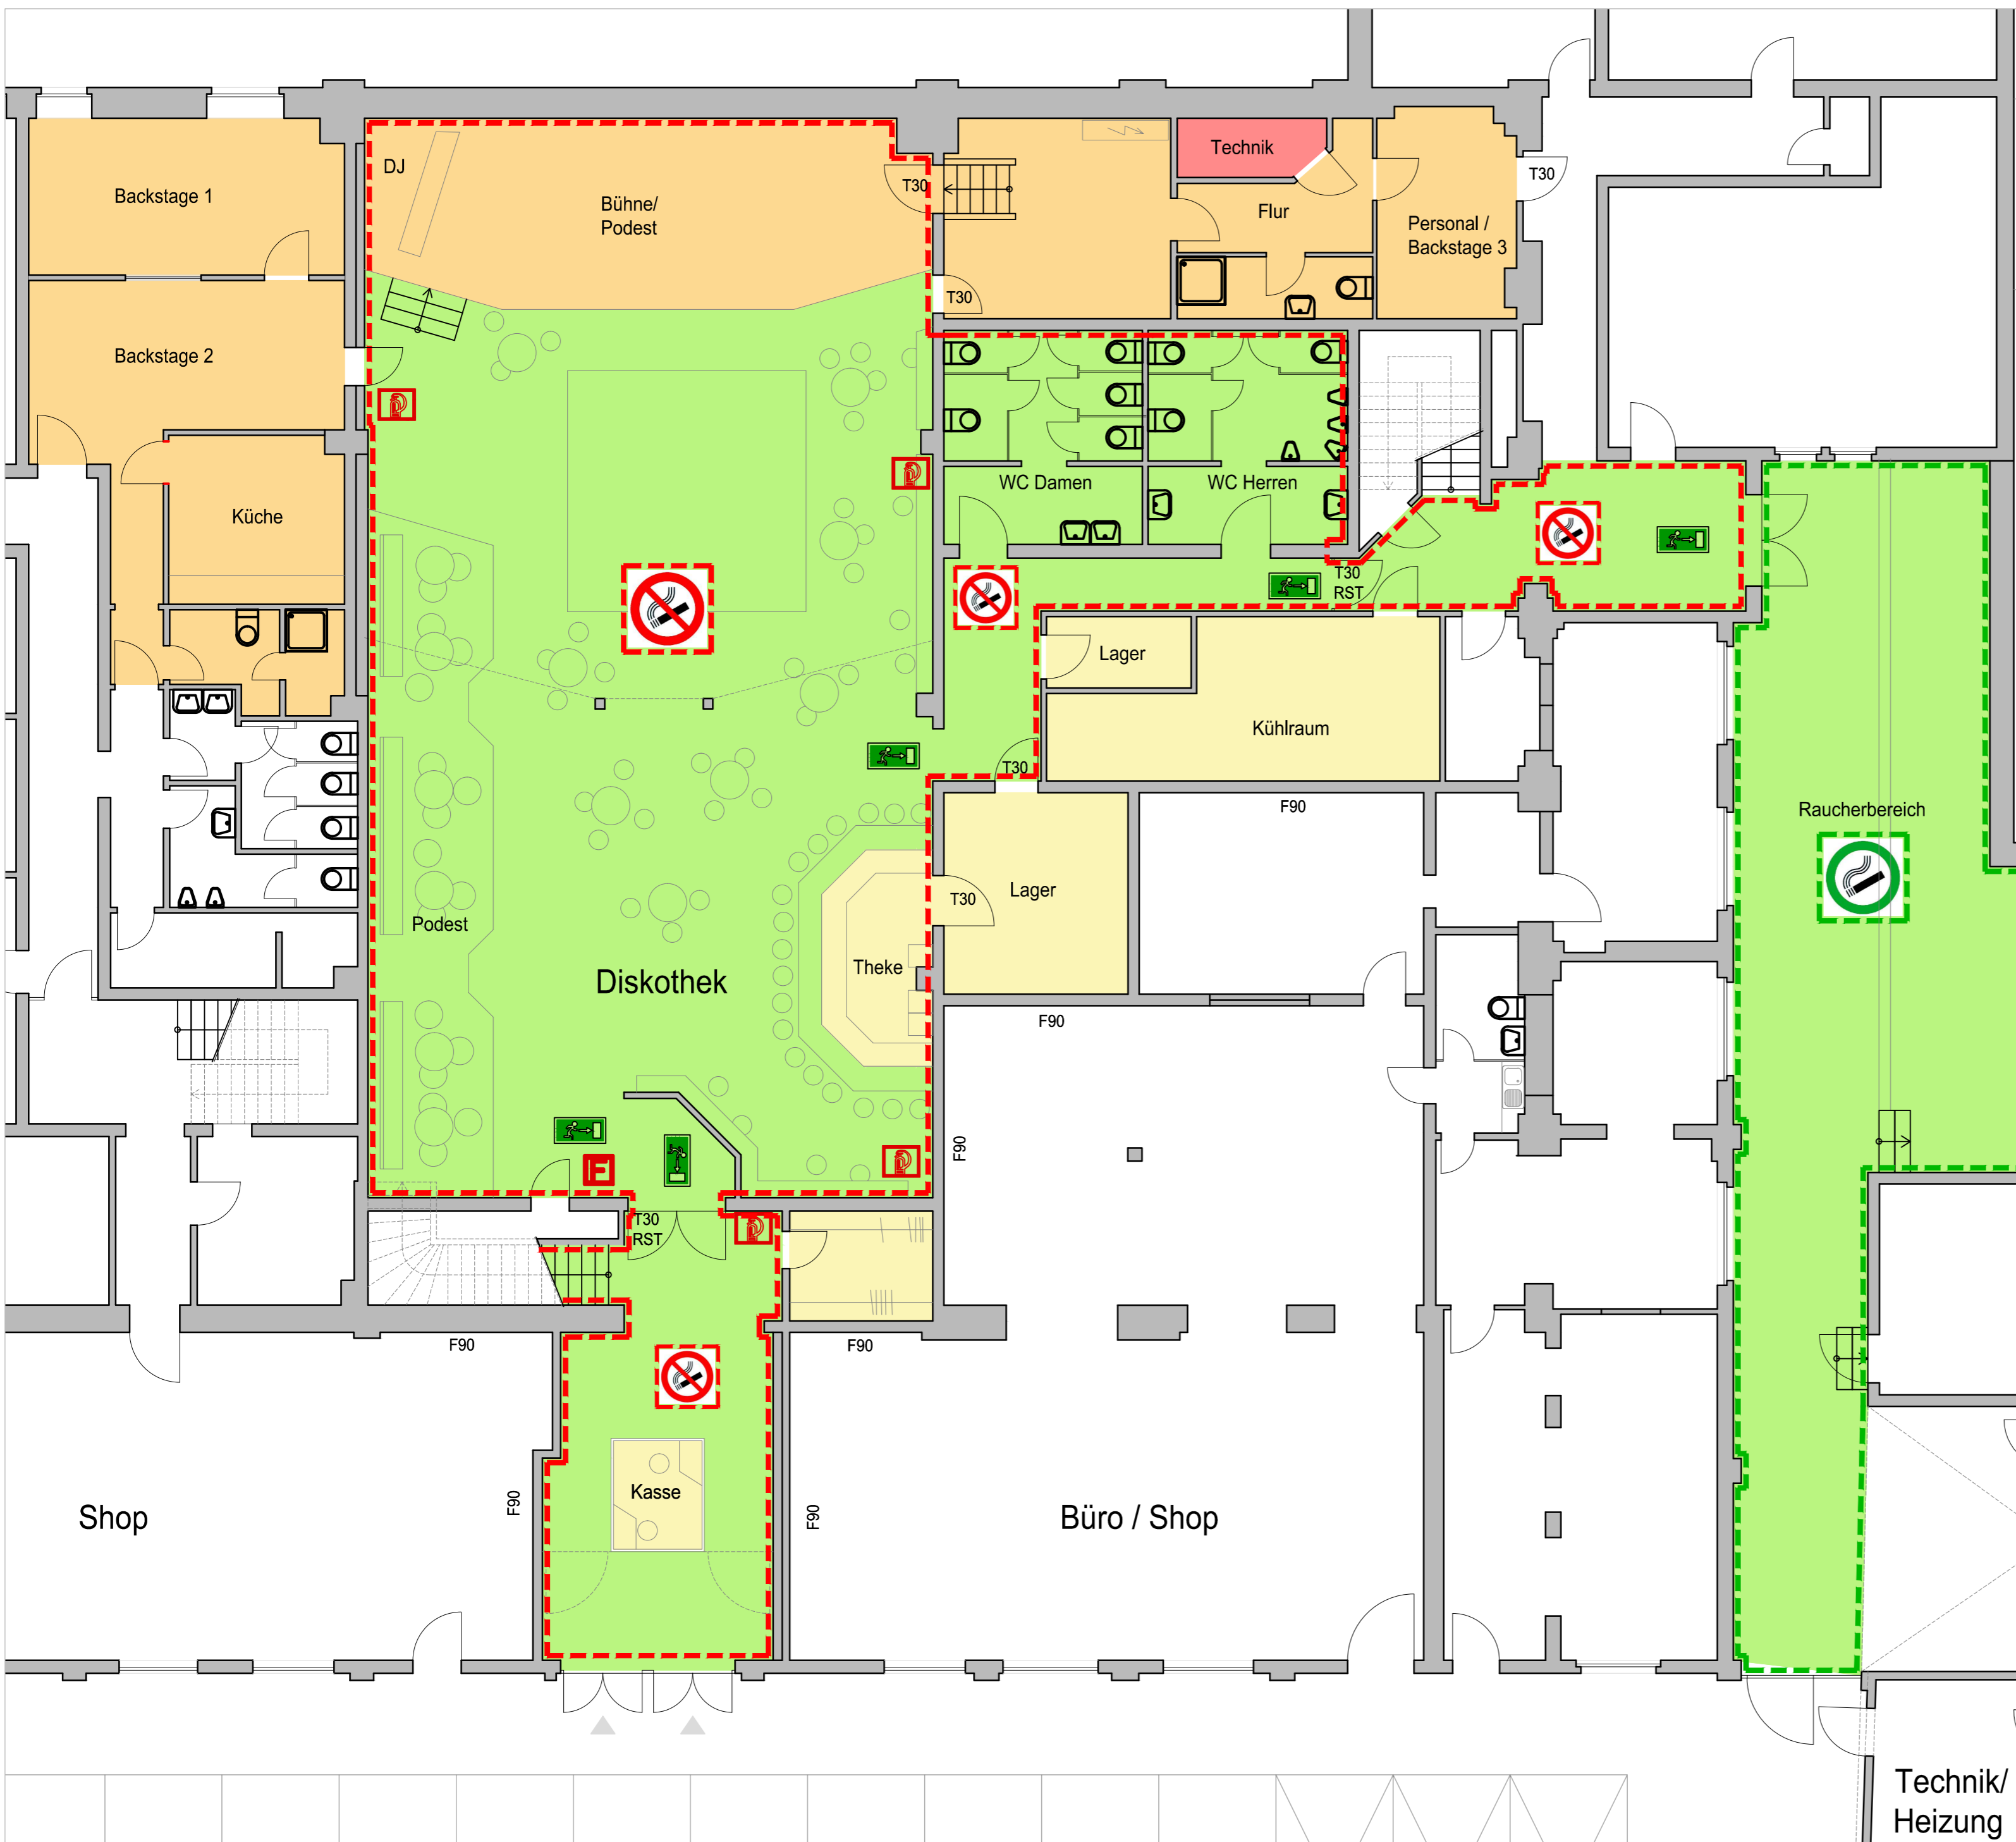 DJ
Technik
Backstage 1
Bühne/
Podest
T30
T30
Flur
Personal /
Backstage 3
T30
Backstage 2
WC Damen
WC Herren
Küche
T30
RST
Lager
Kühlraum
T30
F90
Raucherbereich
Lager
T30
Podest
Theke
Diskothek
F90
F90
F
T30
RST
F90
F90
Kasse
F90
F90
Shop
Büro / Shop
Technik/
Heizung